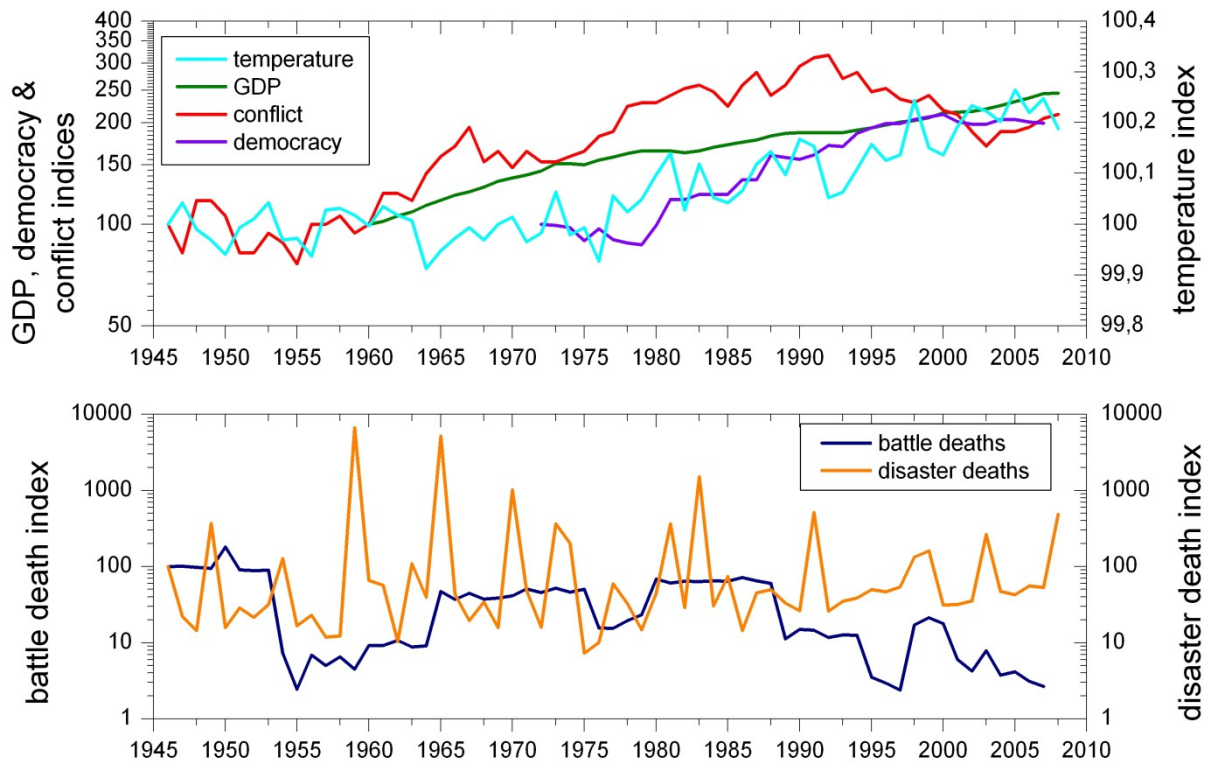 GDP, democracy &
conflict indices
400
350
300
250
200
150
100
50
temperature
GDP
conflict
democracy
100,4
100,3
100,2
100,1
100
99,9
99,8
temperature index
1945 1950 1955 1960 1965 1970 1975 1980 1985 1990 1995 2000 2005 2010
battle death index
10000
1000
100
10
1
battle deaths
disaster deaths
10000
1000
100
10
1
disaster death index
1945 1950 1955 1960 1965 1970 1975 1980 1985 1990 1995 2000 2005 2010